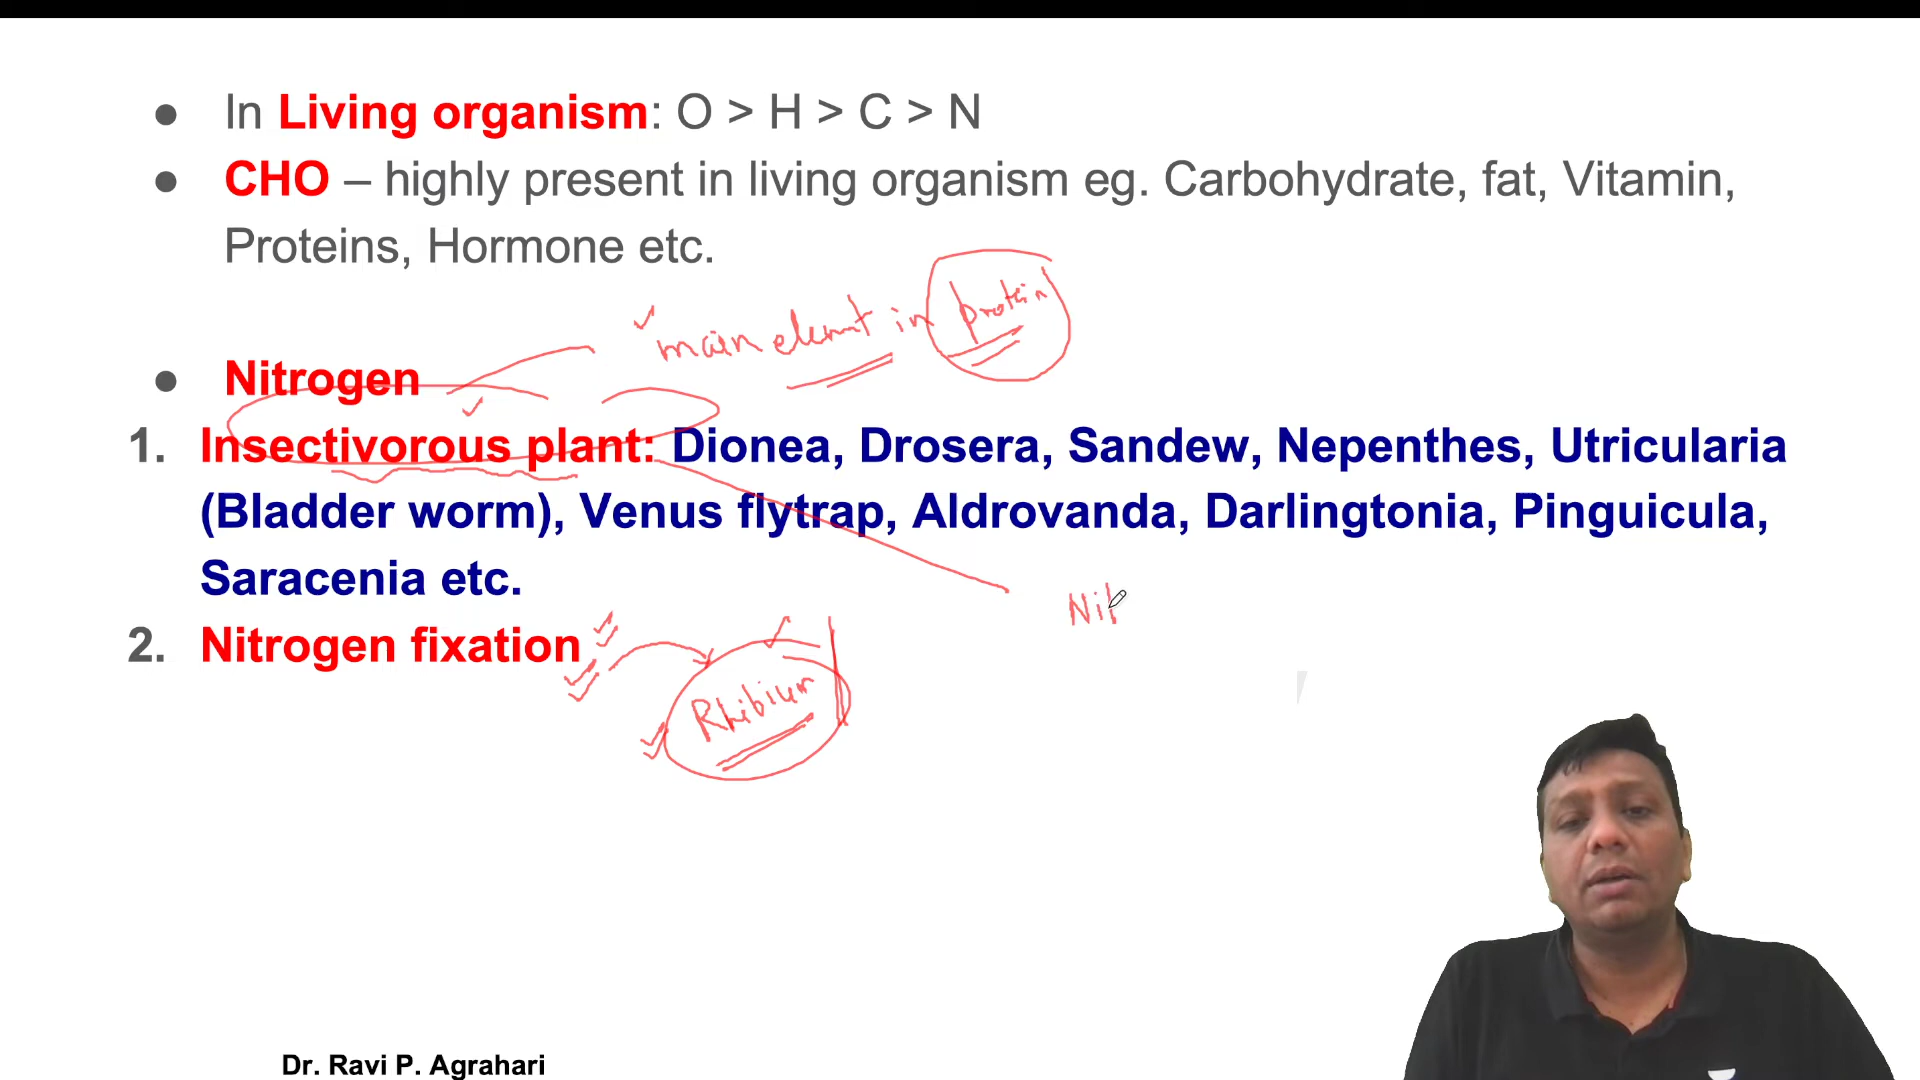 ● In Living organism: O > H > C > N
● CHO – highly present in living organism eg. Carbohydrate, fat, Vitamin,
Proteins, Hormone etc.
✓ main element in protein
● Nitrogen
1. Insectivorous plant: Dionea, Drosera, Sandew, Nepenthes, Utricularia
(Bladder worm), Venus flytrap, Aldrovanda, Darlingtonia, Pinguicula,
Saracenia etc.
Nit
2. Nitrogen fixation
Rhibium
Dr. Ravi P. Agrahari